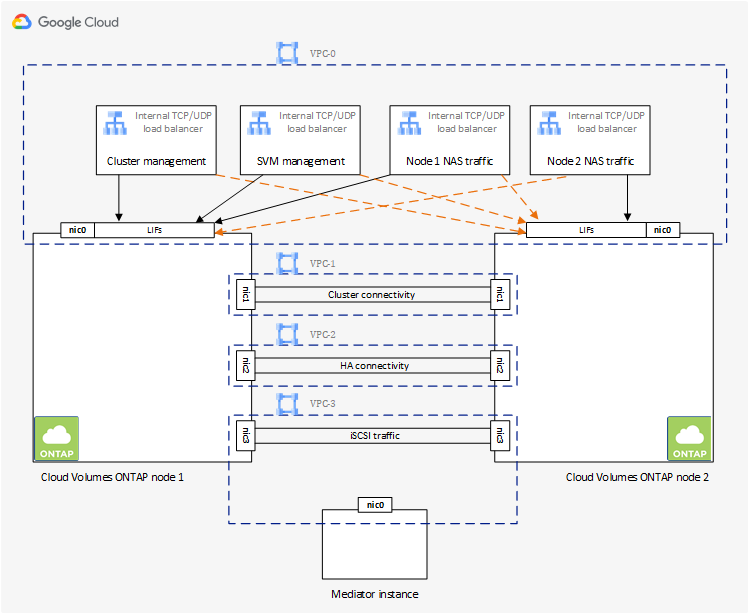 Google Cloud
VPC-0
Internal TCP/UDP
load balancer
Cluster management
Internal TCP/UDP
load balancer
SVM management
Internal TCP/UDP
load balancer
Node 1 NAS traffic
Internal TCP/UDP
load balancer
Node 2 NAS traffic
nic0
LIFs
LIFs
nic0
VPC-1
nic1
Cluster connectivity
nic1
VPC-2
nic2
HA connectivity
nic2
VPC-3
nic3
iSCSI traffic
nic3
ONTAP
ONTAP
Cloud Volumes ONTAP node 1
Cloud Volumes ONTAP node 2
nic0
Mediator instance